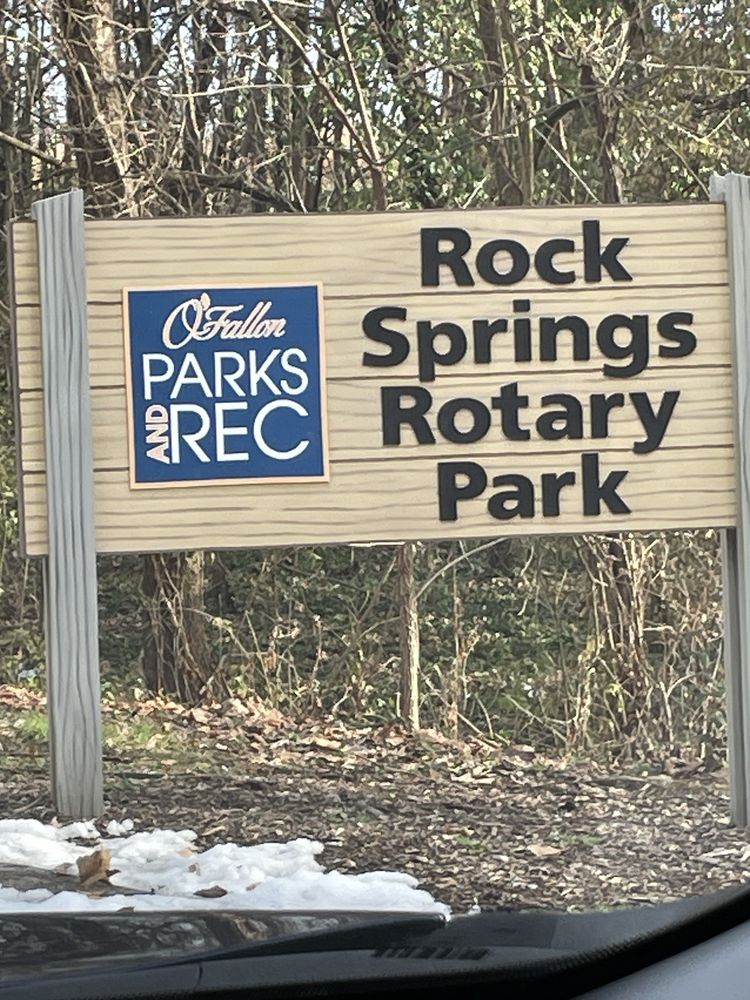 O'Fallon
PARKS
AND
REC
Rock
Springs
Rotary
Park